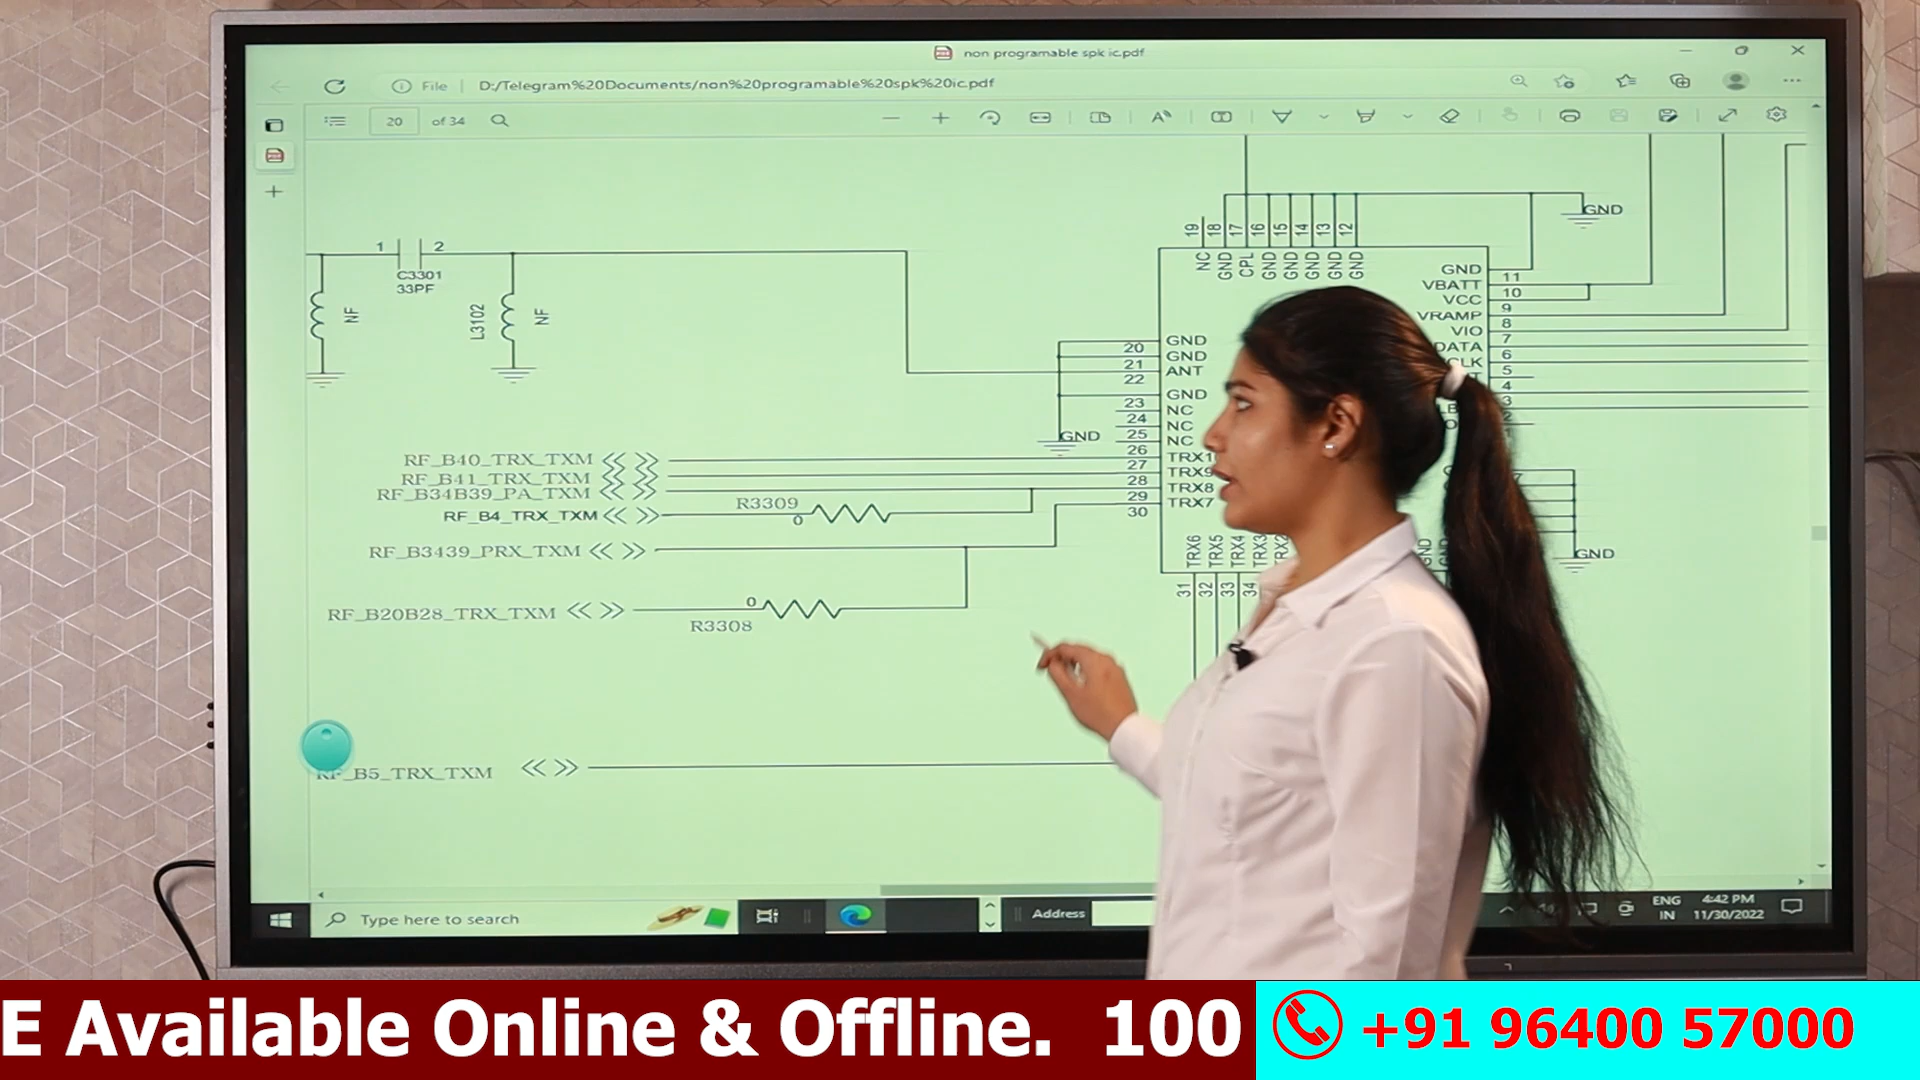 non programable spk ic.pdf
File D:/Telegram%20Documents/non%20programable%20spk%20ic.pdf
20 of 34
GND
19 18 17 16 15 14 13 12
NC GND CPL GND GND GND GND GND
1 2
C3301
33PF
NF
L3102
NF
GND 11
VBATT 10
VCC 9
VRAMP 8
VIO 7
DATA 6
CLK 5
4
3
2
20 GND
21 GND
22 ANT
23 GND
24 NC
25 NC
26 NC
27
28 TRX9
29 TRX8
30 TRX7
GND
RF_B40_TRX_TXM
RF_B41_TRX_TXM
RF_B34B39_PA_TXM
RF_B4_TRX_TXM
R3309
0
RF_B3439_PRX_TXM
RF_B20B28_TRX_TXM
0
R3308
TRX6 TRX5 TRX4 TRX3 TRX2
31 32 33 34
GND
GND
RF_B5_TRX_TXM
Type here to search
Address
ENG
IN
4:42 PM
11/30/2022
E Available Online & Offline. 100
+91 96400 57000